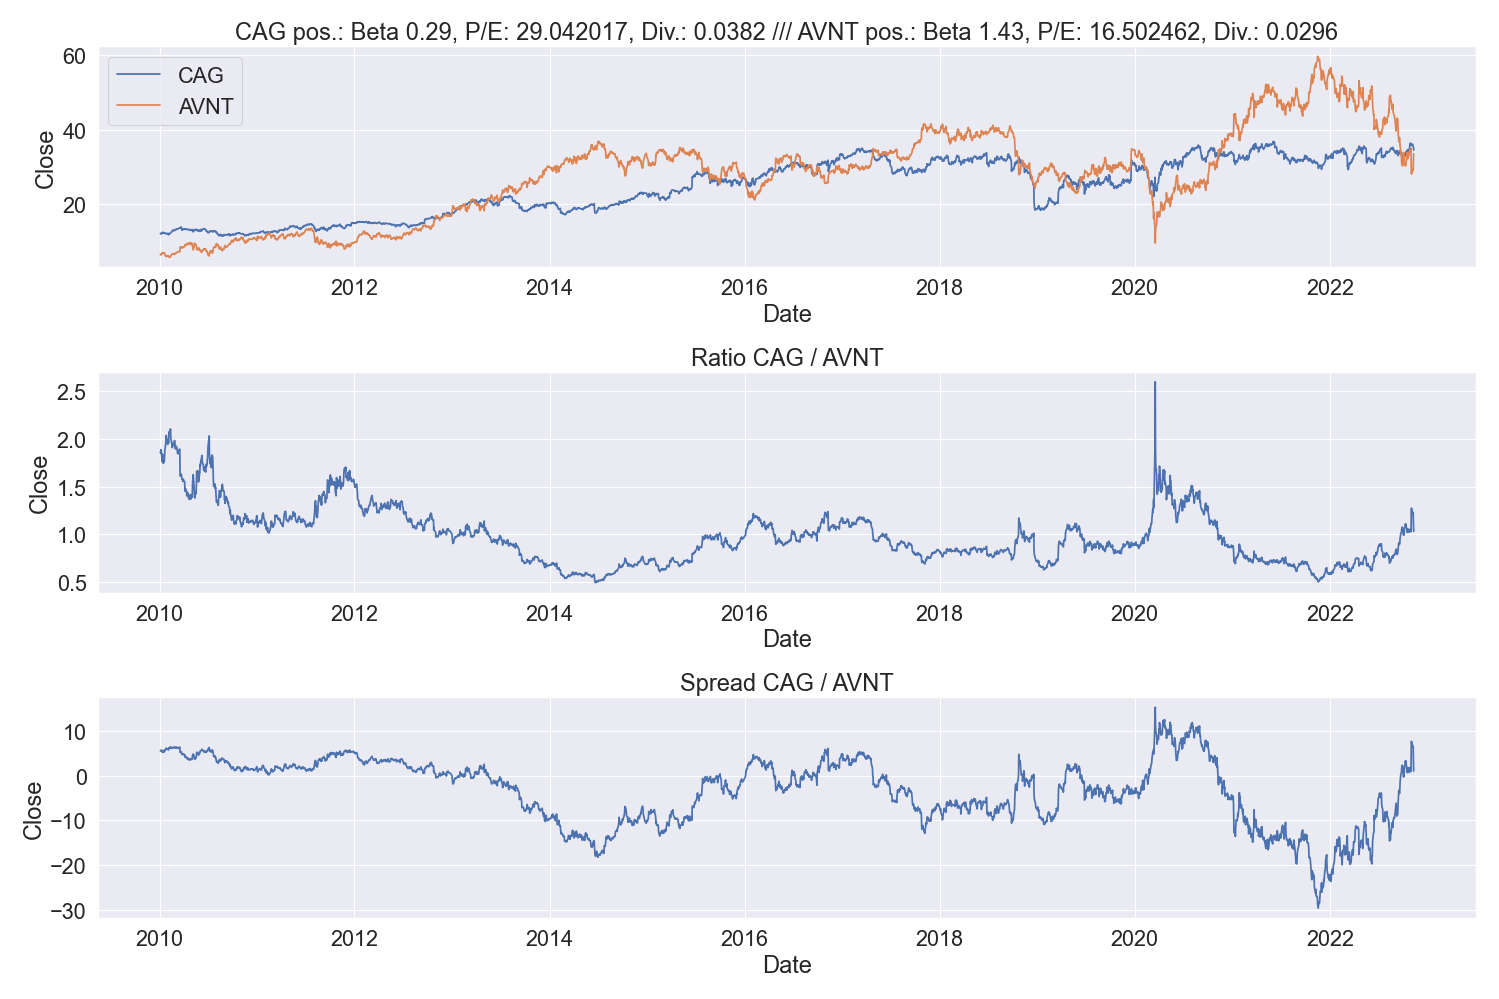 CAG pos.: Beta 0.29, P/E: 29.042017, Div.: 0.0382 /// AVNT pos.: Beta 1.43, P/E: 16.502462, Div.: 0.0296
60
40
20
Close
CAG
AVNT
2010 2012 2014 2016 2018 2020 2022
Date
Ratio CAG / AVNT
2.5
2.0
1.5
1.0
0.5
Close
2010 2012 2014 2016 2018 2020 2022
Date
Spread CAG / AVNT
10
0
−10
−20
−30
Close
2010 2012 2014 2016 2018 2020 2022
Date